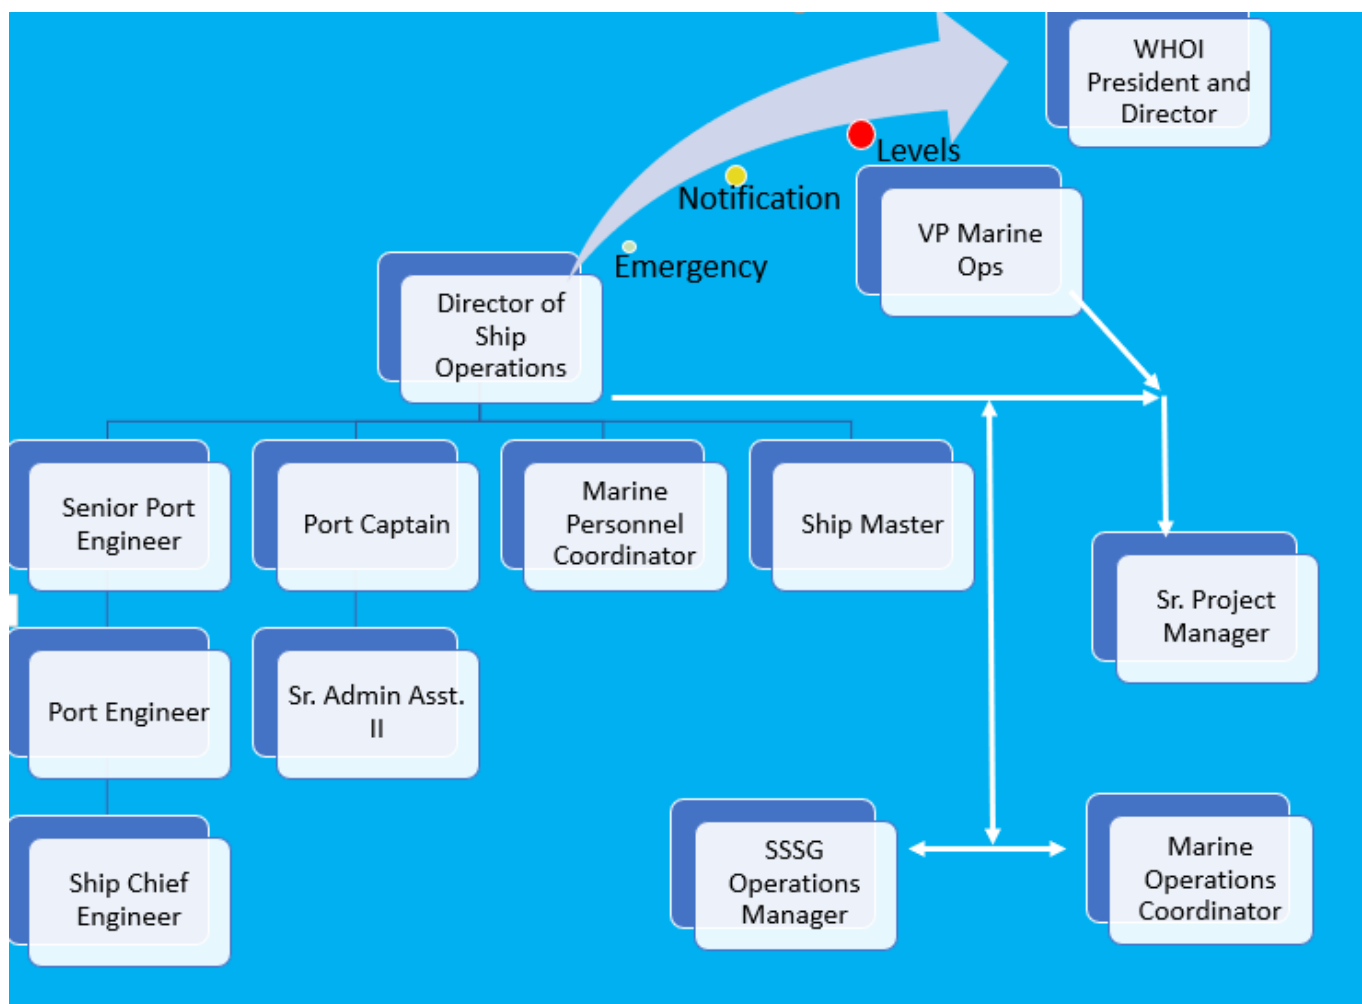 WHOI
President and
Director
Levels
Notification
Emergency
VP Marine
Ops
Director of
Ship
Operations
Senior Port
Engineer
Port Captain
Marine
Personnel
Coordinator
Ship Master
Sr. Project
Manager
Port Engineer
Sr. Admin Asst.
II
Ship Chief
Engineer
SSSG
Operations
Manager
Marine
Operations
Coordinator